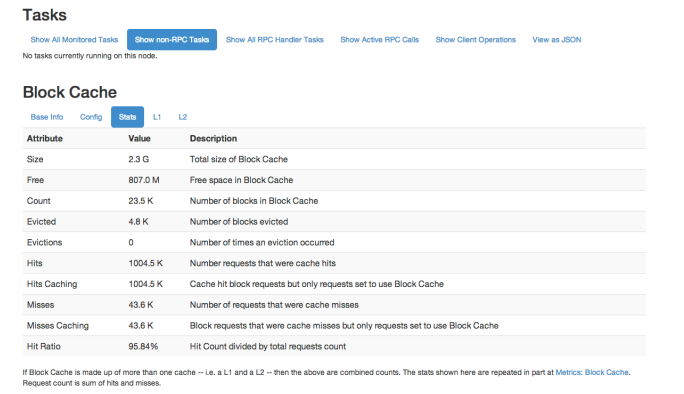 Tasks
Show All Monitored Tasks Show non-RPC Tasks Show All RPC Handler Tasks Show Active RPC Calls Show Client Operations View as JSON
No tasks currently running on this node.
Block Cache
Base Info Config Stats L1 L2
Attribute Value Description
Size 2.3 G Total size of Block Cache
Free 807.0 M Free space in Block Cache
Count 23.5 K Number of blocks in Block Cache
Evicted 4.8 K Number of blocks evicted
Evictions 0 Number of times an eviction occurred
Hits 1004.5 K Number requests that were cache hits
Hits Caching 1004.5 K Cache hit block requests but only requests set to use Block Cache
Misses 43.6 K Number of requests that were cache misses
Misses Caching 43.6 K Block requests that were cache misses but only requests set to use Block Cache
Hit Ratio 95.84% Hit Count divided by total requests count
If Block Cache is made up of more than one cache -- i.e. a L1 and a L2 -- then the above are combined counts. The stats shown here are repeated in part at Metrics: Block Cache.
Request count is sum of hits and misses.